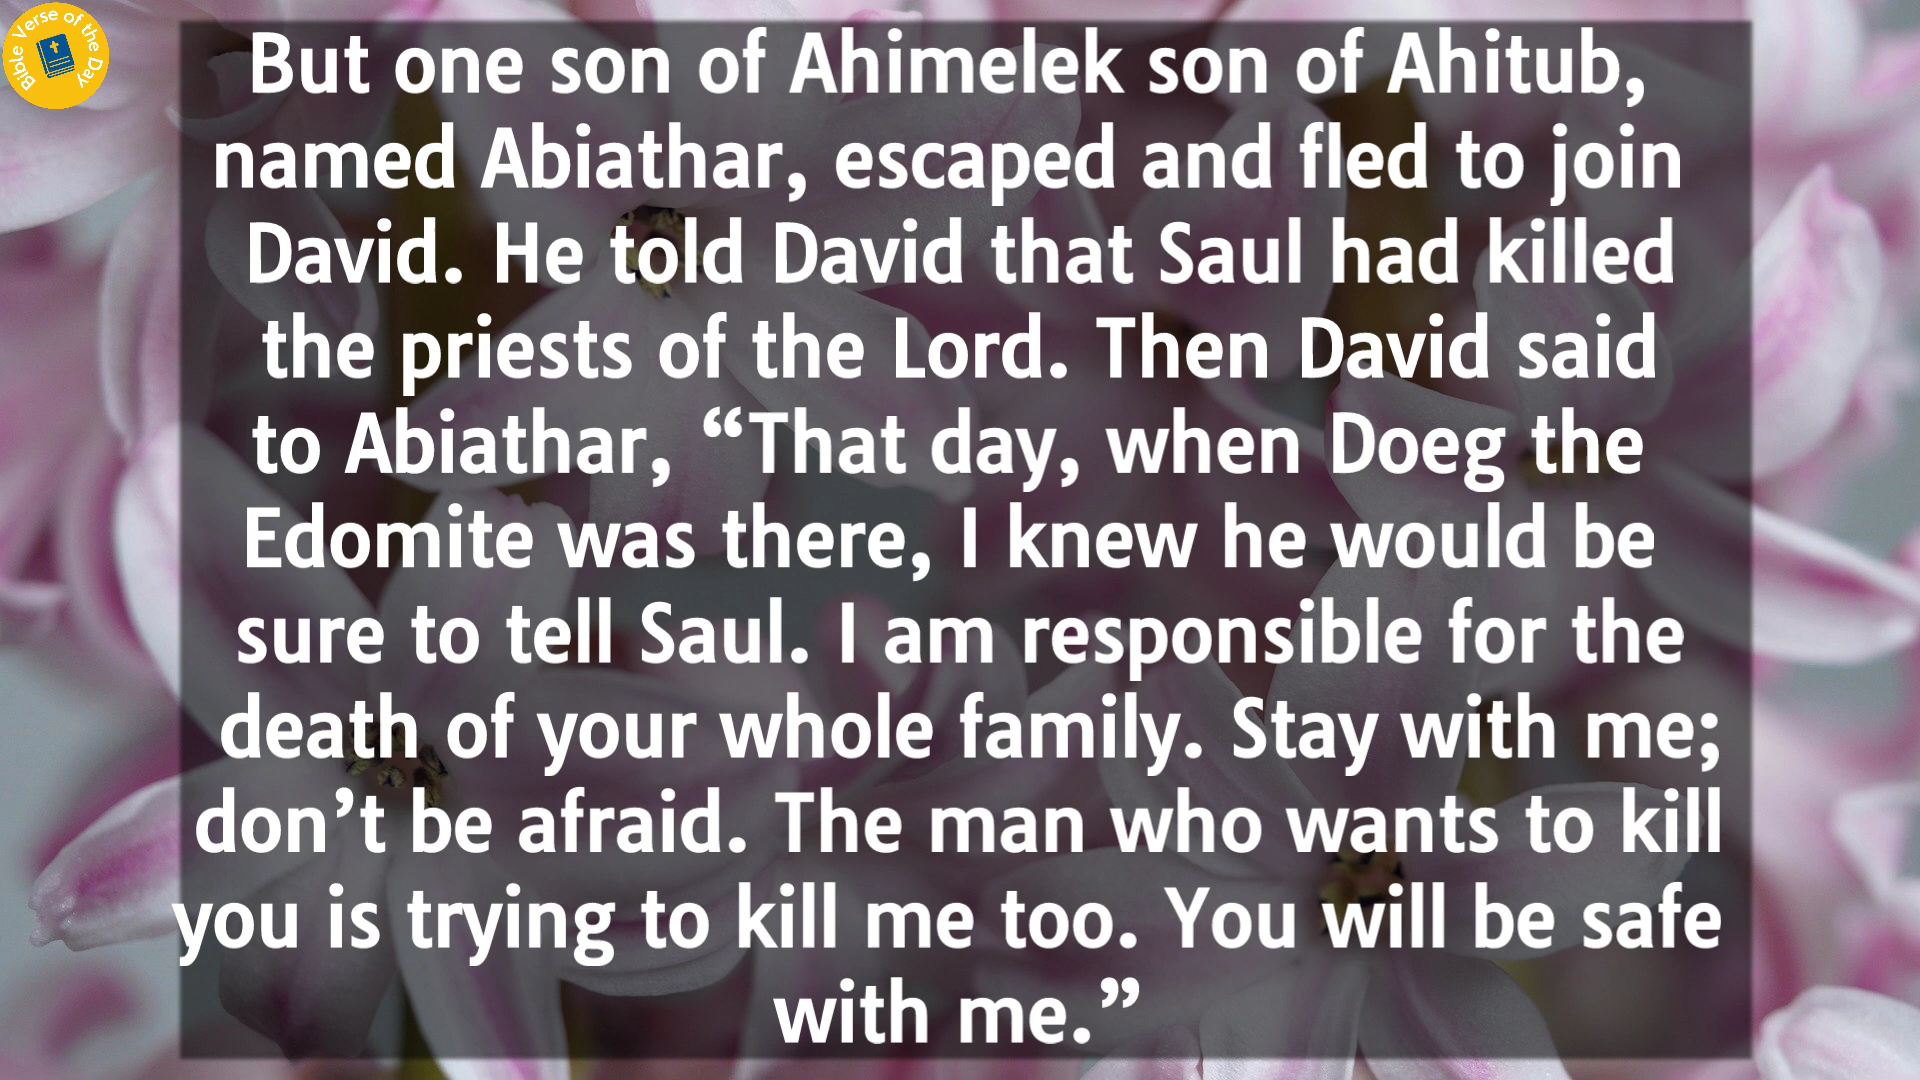 Bible Verse of the Day
But one son of Ahimelek son of Ahitub,
named Abiathar, escaped and fled to join
David. He told David that Saul had killed
the priests of the Lord. Then David said
to Abiathar, “That day, when Doeg the
Edomite was there, I knew he would be
sure to tell Saul. I am responsible for the
death of your whole family. Stay with me;
don’t be afraid. The man who wants to kill
you is trying to kill me too. You will be safe
with me.”